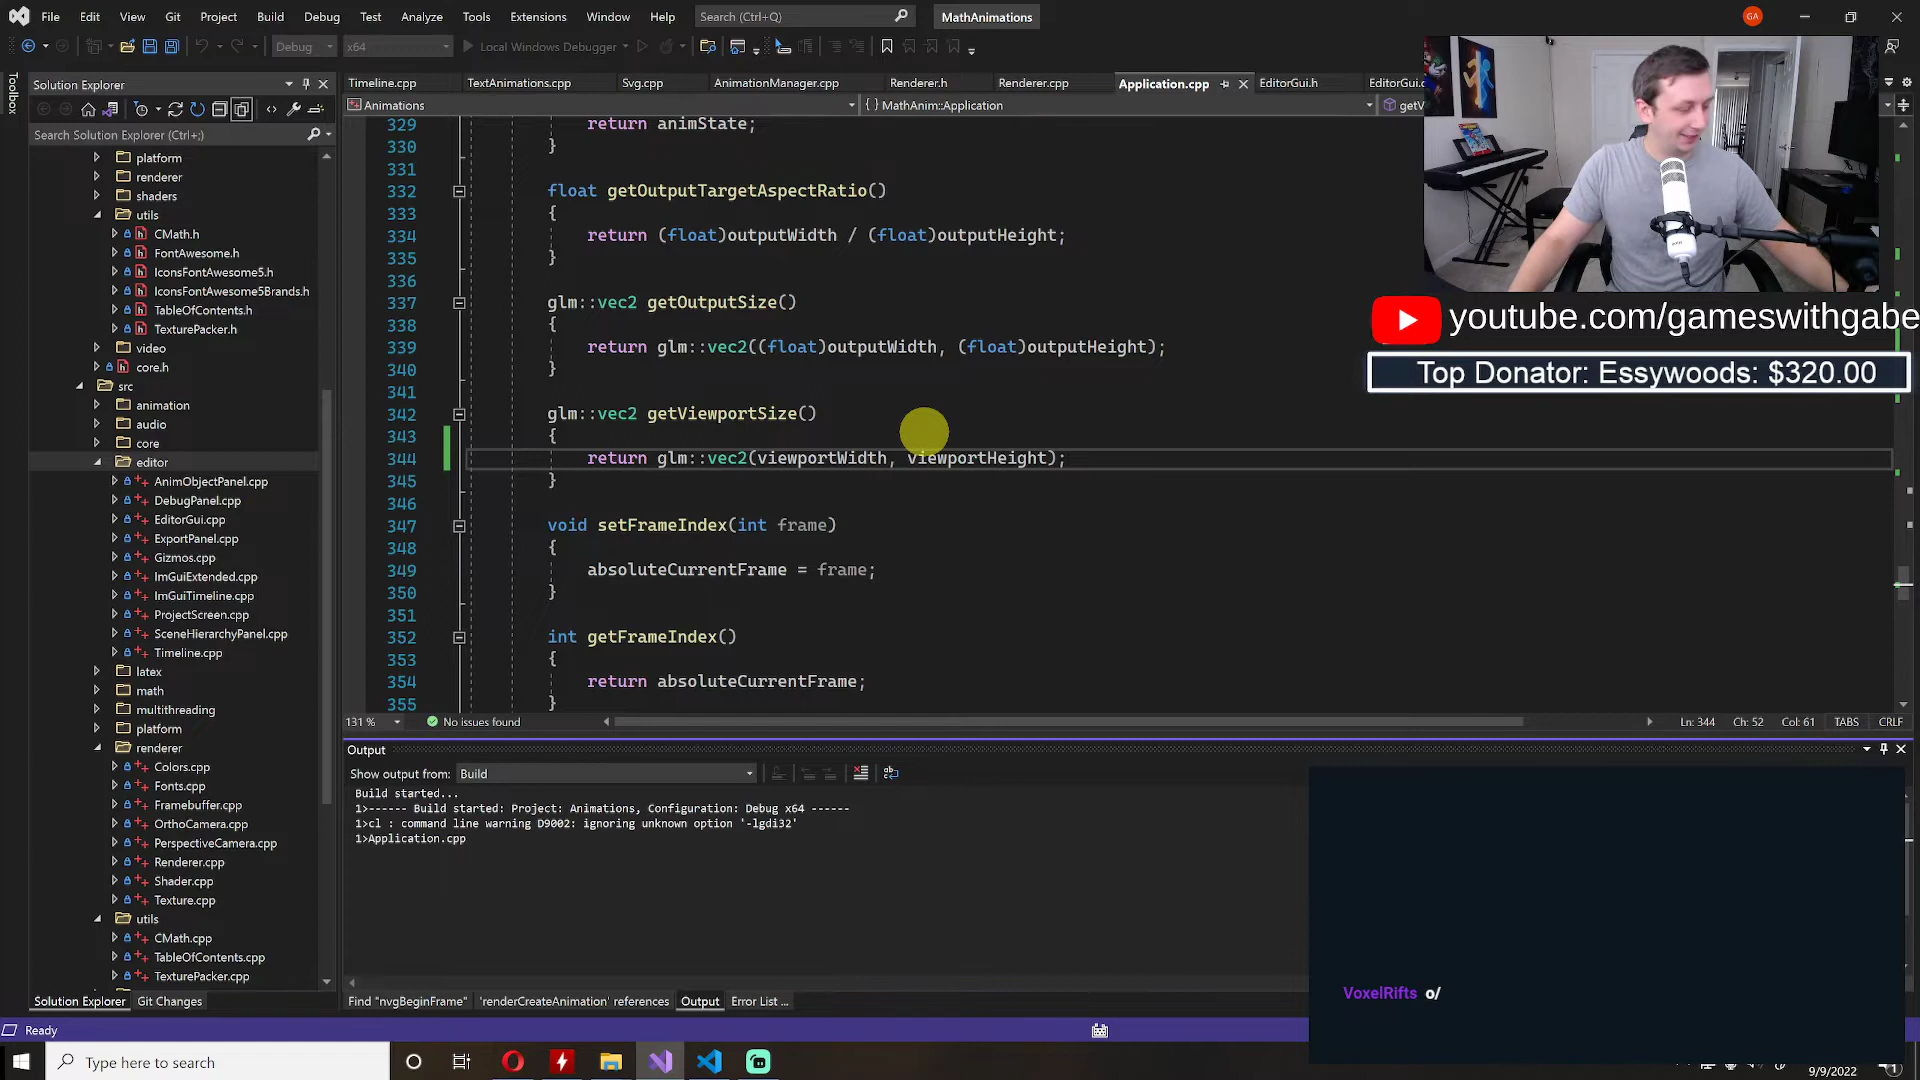 File Edit View Git Project Build Debug Test Analyze Tools Extensions Window Help Search (Ctrl+Q) MathAnimations
Debug x64 Local Windows Debugger
Toolbox
Solution Explorer
Search Solution Explorer (Ctrl+;)
platform
renderer
shaders
utils
CMath.h
FontAwesome.h
IconsFontAwesome5.h
IconsFontAwesome5Brands.h
TableOfContents.h
TexturePacker.h
video
core.h
src
animation
audio
core
editor
AnimObjectPanel.cpp
DebugPanel.cpp
EditorGui.cpp
ExportPanel.cpp
Gizmos.cpp
ImGuiExtended.cpp
ImGuiTimeline.cpp
ProjectScreen.cpp
SceneHierarchyPanel.cpp
Timeline.cpp
latex
math
multithreading
platform
renderer
Colors.cpp
Fonts.cpp
Framebuffer.cpp
OrthoCamera.cpp
PerspectiveCamera.cpp
Renderer.cpp
Shader.cpp
Texture.cpp
utils
CMath.cpp
TableOfContents.cpp
TexturePacker.cpp
Solution Explorer Git Changes
Timeline.cpp TextAnimations.cpp Svg.cpp AnimationManager.cpp Renderer.h Renderer.cpp Application.cpp EditorGui.h EditorGui.c
Animations MathAnim::Application getV
329 return animState;
330 }
331
332 float getOutputTargetAspectRatio()
333 {
334 return (float)outputWidth / (float)outputHeight;
335 }
336
337 glm::vec2 getOutputSize()
338 {
339 return glm::vec2((float)outputWidth, (float)outputHeight);
340 }
341
342 glm::vec2 getViewportSize()
343 {
344 return glm::vec2(viewportWidth, viewportHeight);
345 }
346
347 void setFrameIndex(int frame)
348 {
349 absoluteCurrentFrame = frame;
350 }
351
352 int getFrameIndex()
353 {
354 return absoluteCurrentFrame;
355 }
131 % No issues found Ln: 344 Ch: 52 Col: 61 TABS CRLF
GA
youtube.com/gameswithgabe
Top Donator: Essywoods: $320.00
Output
Show output from: Build
Build started...
1>------ Build started: Project: Animations, Configuration: Debug x64 ------
1>cl : command line warning D9002: ignoring unknown option '-lgdi32'
1>Application.cpp
Find "nvgBeginFrame" 'renderCreateAnimation' references Output Error List ...
VoxelRifts o/
Ready
Type here to search
9/9/2022